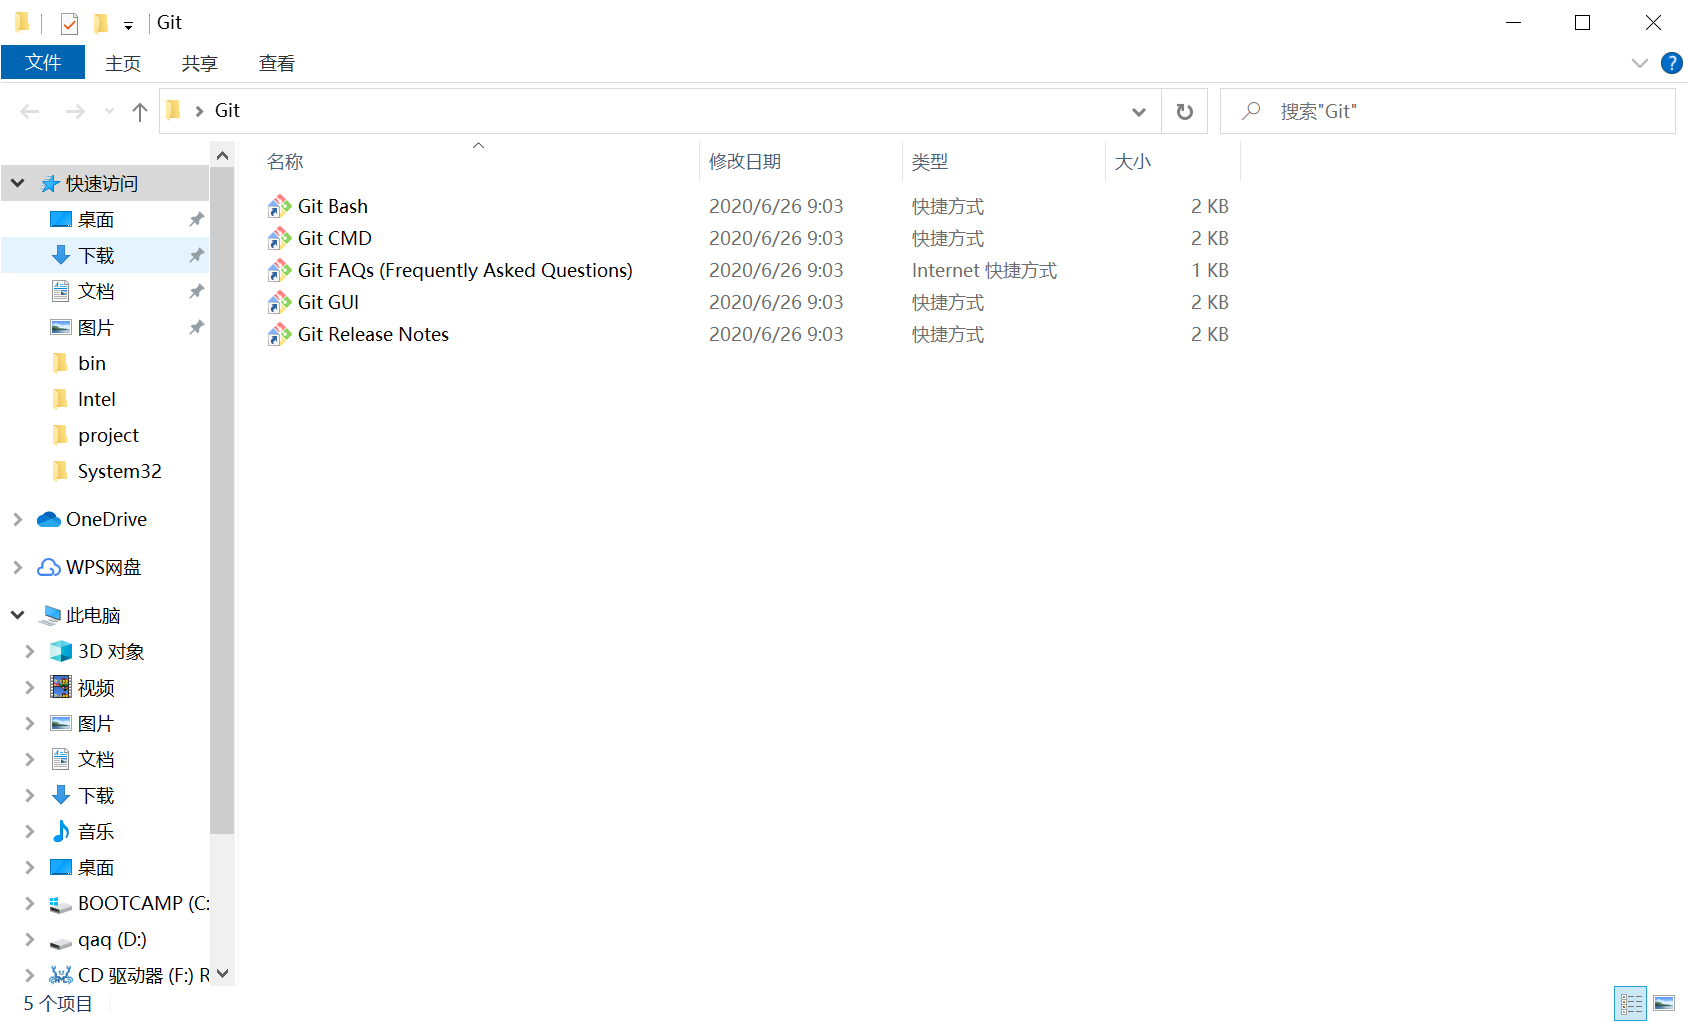 Git
文件 主页 共享 查看
Git 搜索"Git"
名称 修改日期 类型 大小
快速访问
桌面
下载
文档
图片
bin
Intel
project
System32
OneDrive
WPS网盘
此电脑
3D 对象
视频
图片
文档
下载
音乐
桌面
BOOTCAMP (C:
qaq (D:)
CD 驱动器 (F:) R
Git Bash 2020/6/26 9:03 快捷方式 2 KB
Git CMD 2020/6/26 9:03 快捷方式 2 KB
Git FAQs (Frequently Asked Questions) 2020/6/26 9:03 Internet 快捷方式 1 KB
Git GUI 2020/6/26 9:03 快捷方式 2 KB
Git Release Notes 2020/6/26 9:03 快捷方式 2 KB
5 个项目